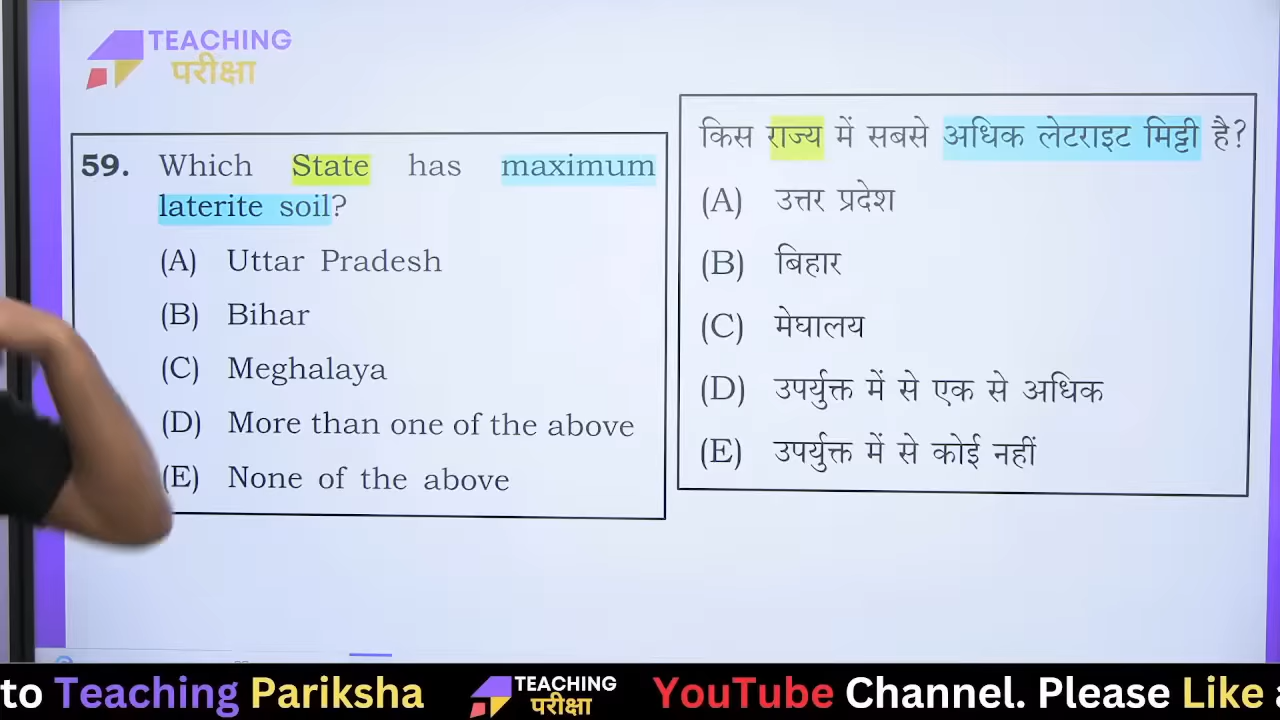 TEACHING
परीक्षा
59. Which State has maximum
laterite soil?
(A) Uttar Pradesh
(B) Bihar
(C) Meghalaya
(D) More than one of the above
(E) None of the above
किस राज्य में सबसे अधिक लेटराइट मिट्टी है?
(A) उत्तर प्रदेश
(B) बिहार
(C) मेघालय
(D) उपर्युक्त में से एक से अधिक
(E) उपर्युक्त में से कोई नहीं
to Teaching Pariksha TEACHING परीक्षा YouTube Channel. Please Like